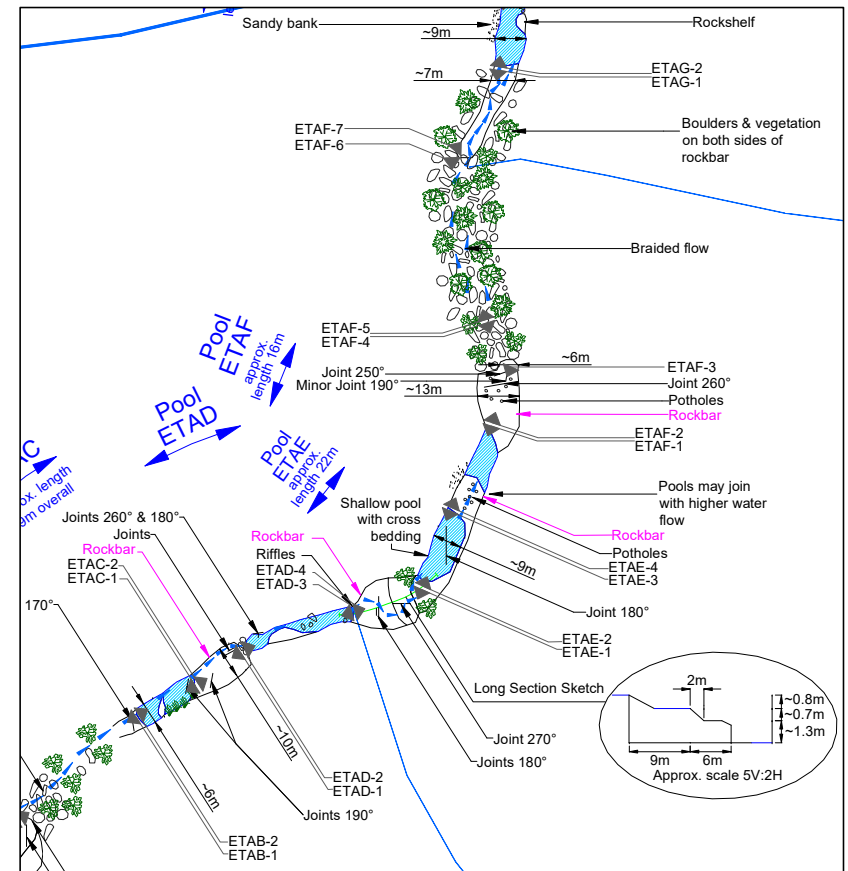 Sandy bank
Rockshelf
~9m
~7m
ETAG-2
ETAG-1
ETAF-7
ETAF-6
Boulders & vegetation
on both sides of
rockbar
Braided flow
ETAF-5
ETAF-4
~6m
ETAF-3
Joint 250°
Minor Joint 190°
Joint 260°
~13m
Potholes
Rockbar
ETAF-2
ETAF-1
Pool
ETAF
approx.
length 16m
Pool
ETAD
Pool
ETAE
approx.
length 22m
AC
ox. length
9m overall
Shallow pool
with cross
bedding
Pools may join
with higher water
flow
Rockbar
Potholes
ETAE-4
ETAE-3
~9m
Joint 180°
ETAE-2
ETAE-1
Joints 260° & 180°
Joints
Rockbar
ETAC-2
ETAC-1
170°
Rockbar
Riffles
ETAD-4
ETAD-3
Long Section Sketch
Joint 270°
Joints 180°
~10m
~6m
ETAD-2
ETAD-1
Joints 190°
ETAB-2
ETAB-1
2m
~0.8m
~0.7m
~1.3m
9m
6m
Approx. scale 5V:2H